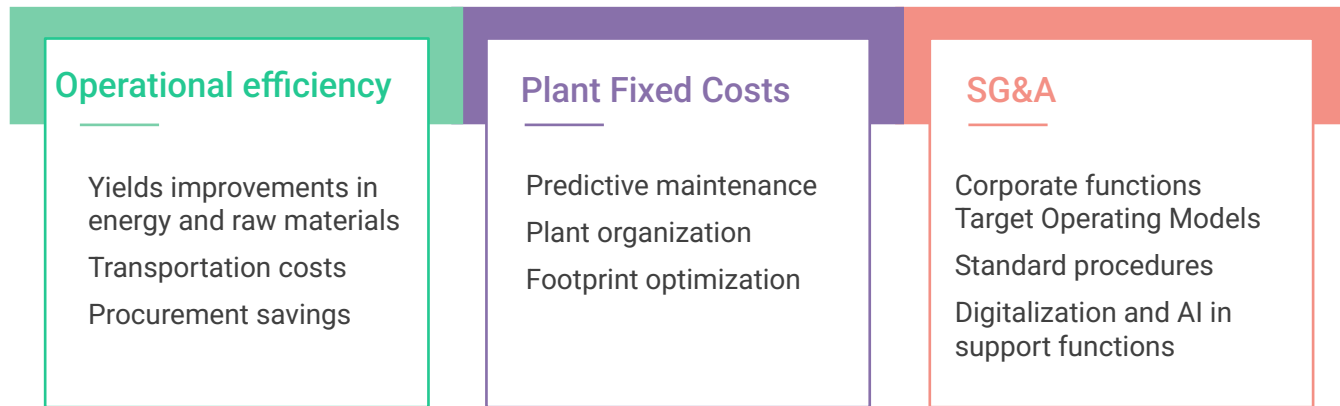 Operational efficiency
Yields improvements in
energy and raw materials
Transportation costs
Procurement savings
Plant Fixed Costs
Predictive maintenance
Plant organization
Footprint optimization
SG&A
Corporate functions
Target Operating Models
Standard procedures
Digitalization and AI in
support functions